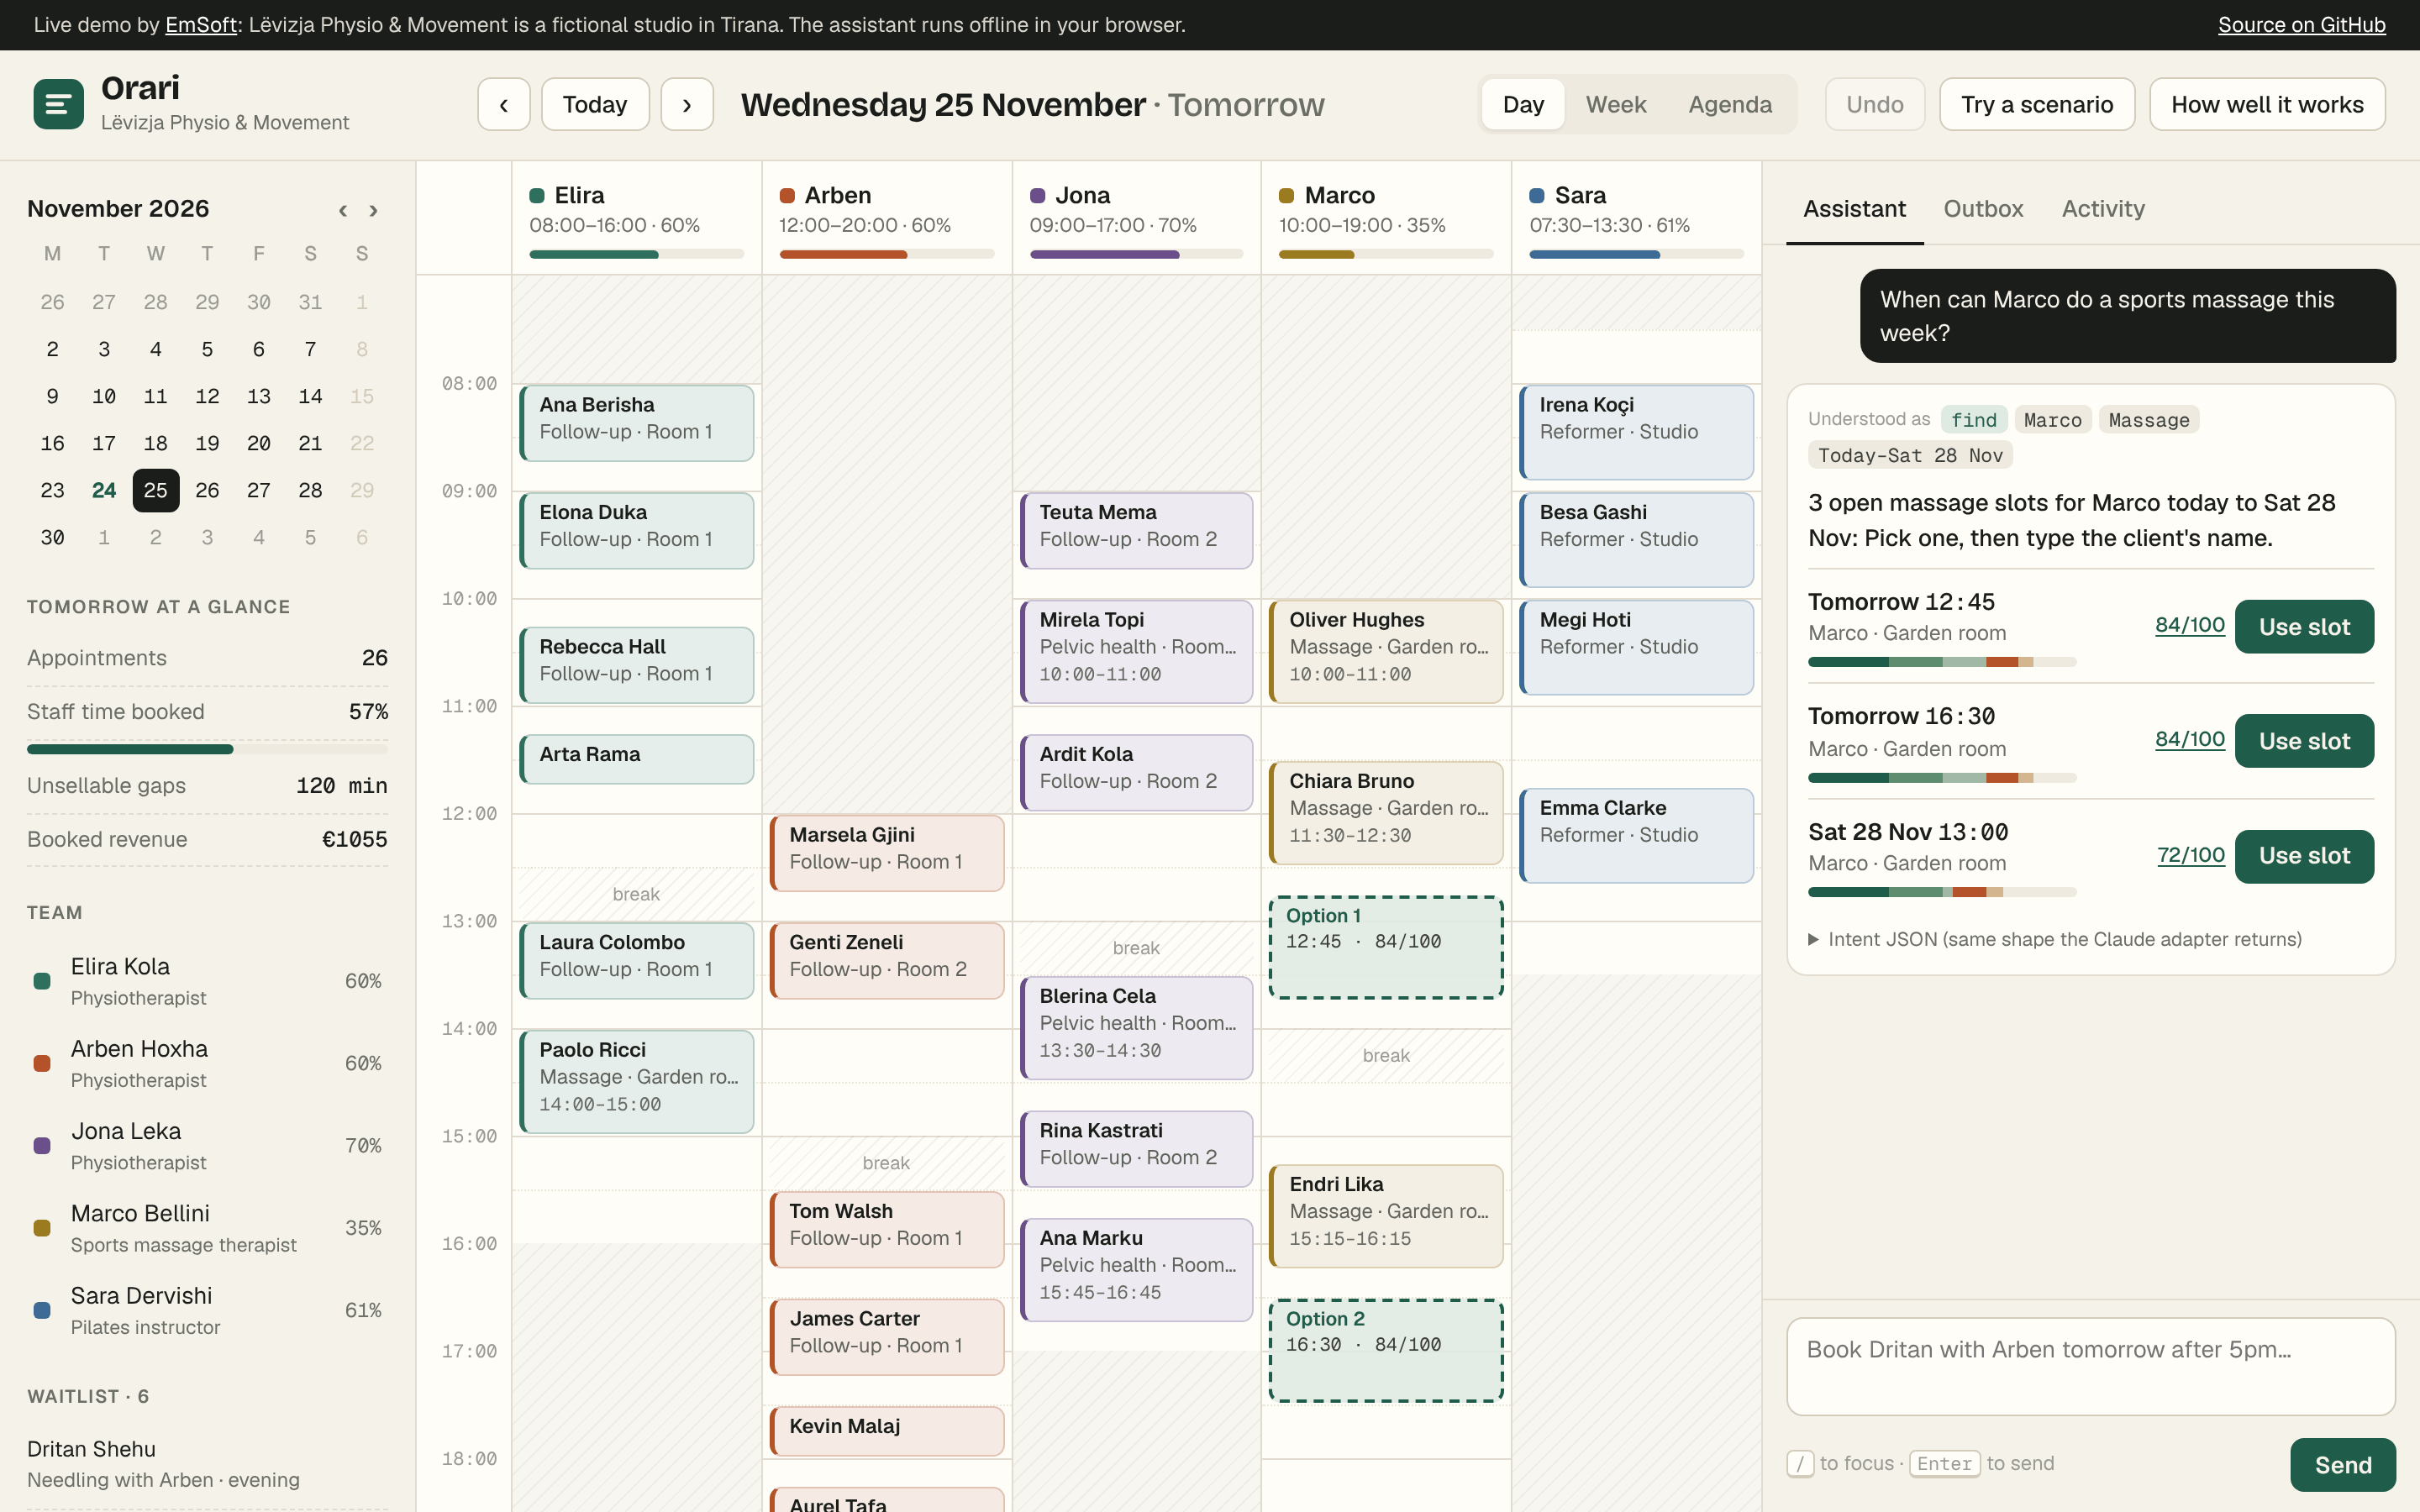 Live demo by EmSoft: Lëvizja Physio & Movement is a fictional studio in Tirana. The assistant runs offline in your browser.
Source on GitHub
Orari
Lëvizja Physio & Movement
‹ Today ›
Wednesday 25 November · Tomorrow
Day Week Agenda
Undo
Try a scenario
How well it works
November 2026 ‹ ›
M T W T F S S
26 27 28 29 30 31 1
2 3 4 5 6 7 8
9 10 11 12 13 14 15
16 17 18 19 20 21 22
23 24 25 26 27 28 29
30 1 2 3 4 5 6
TOMORROW AT A GLANCE
Appointments 26
Staff time booked 57%
Unsellable gaps 120 min
Booked revenue €1055
TEAM
Elira Kola
Physiotherapist
60%
Arben Hoxha
Physiotherapist
60%
Jona Leka
Physiotherapist
70%
Marco Bellini
Sports massage therapist
35%
Sara Dervishi
Pilates instructor
61%
WAITLIST · 6
Dritan Shehu
Needling with Arben · evening
08:00
09:00
10:00
11:00
12:00
13:00
14:00
15:00
16:00
17:00
18:00
Elira
08:00–16:00 · 60%
Ana Berisha
Follow-up · Room 1
Elona Duka
Follow-up · Room 1
Rebecca Hall
Follow-up · Room 1
Arta Rama
break
Laura Colombo
Follow-up · Room 1
Paolo Ricci
Massage · Garden ro…
14:00–15:00
Arben
12:00–20:00 · 60%
Marsela Gjini
Follow-up · Room 1
Genti Zeneli
Follow-up · Room 2
break
Tom Walsh
Follow-up · Room 1
James Carter
Follow-up · Room 1
Kevin Malaj
Aurel Tafa
Jona
09:00–17:00 · 70%
Teuta Mema
Follow-up · Room 2
Mirela Topi
Pelvic health · Room…
10:00–11:00
Ardit Kola
Follow-up · Room 2
break
Blerina Cela
Pelvic health · Room…
13:30–14:30
Rina Kastrati
Follow-up · Room 2
Ana Marku
Pelvic health · Room…
15:45–16:45
Marco
10:00–19:00 · 35%
Oliver Hughes
Massage · Garden ro…
10:00–11:00
Chiara Bruno
Massage · Garden ro…
11:30–12:30
Option 1
12:45 · 84/100
break
Endri Lika
Massage · Garden ro…
15:15–16:15
Option 2
16:30 · 84/100
Sara
07:30–13:30 · 61%
Irena Koçi
Reformer · Studio
Besa Gashi
Reformer · Studio
Megi Hoti
Reformer · Studio
Emma Clarke
Reformer · Studio
Assistant Outbox Activity
When can Marco do a sports massage this
week?
Understood as find Marco Massage
Today–Sat 28 Nov
3 open massage slots for Marco today to Sat 28
Nov: Pick one, then type the client's name.
Tomorrow 12:45
Marco · Garden room
84/100
Use slot
Tomorrow 16:30
Marco · Garden room
84/100
Use slot
Sat 28 Nov 13:00
Marco · Garden room
72/100
Use slot
Intent JSON (same shape the Claude adapter returns)
Book Dritan with Arben tomorrow after 5pm…
/ to focus · Enter to send
Send